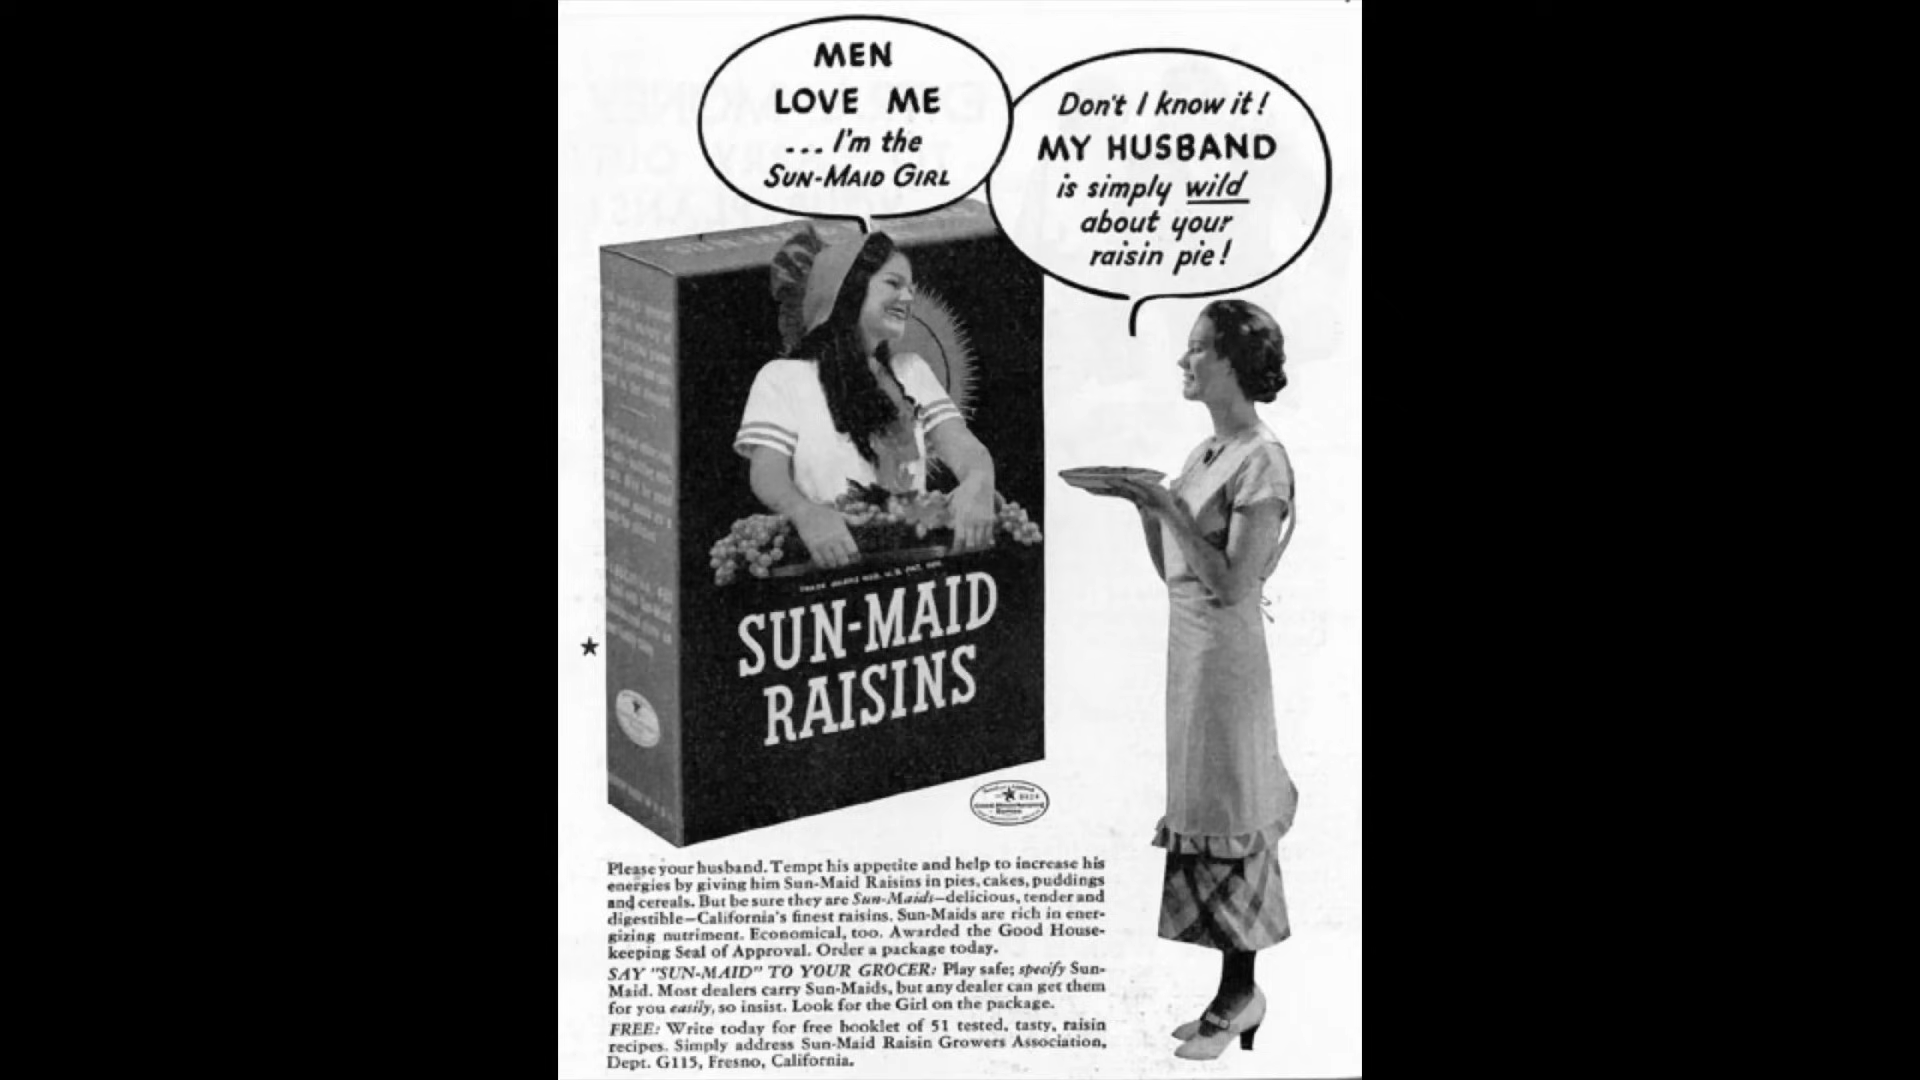 MEN
LOVE ME
... I'm the
SUN-MAID GIRL
Don't I know it!
MY HUSBAND
is simply wild
about your
raisin pie!
TRADE MARKS REG. U.S. PAT. OFF.
SUN-MAID
RAISINS
Please your husband. Tempt his appetite and help to increase his
energies by giving him Sun-Maid Raisins in pies, cakes, puddings
and cereals. But be sure they are Sun-Maids—delicious, tender and
digestible—California's finest raisins. Sun-Maids are rich in ener-
gizing nutriment. Economical, too. Awarded the Good House-
keeping Seal of Approval. Order a package today.
SAY "SUN-MAID" TO YOUR GROCER: Play safe; specify Sun-
Maid. Most dealers carry Sun-Maids, but any dealer can get them
for you easily, so insist. Look for the Girl on the package.
FREE: Write today for free booklet of 51 tested, tasty, raisin
recipes. Simply address Sun-Maid Raisin Growers Association,
Dept. G115, Fresno, California.